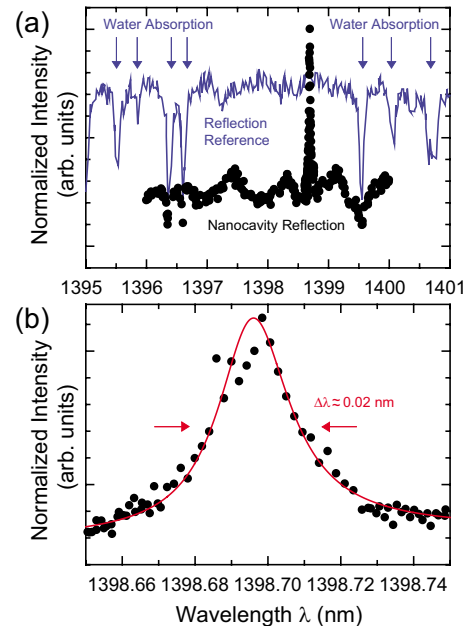 (a)
Water Absorption
Water Absorption
Reflection
Reference
Nanocavity Reflection
Normalized Intensity
(arb. units)
1395 1396 1397 1398 1399 1400 1401
(b)
Δλ ≈ 0.02 nm
Normalized Intensity
(arb. units)
1398.66 1398.68 1398.70 1398.72 1398.74
Wavelength λ (nm)